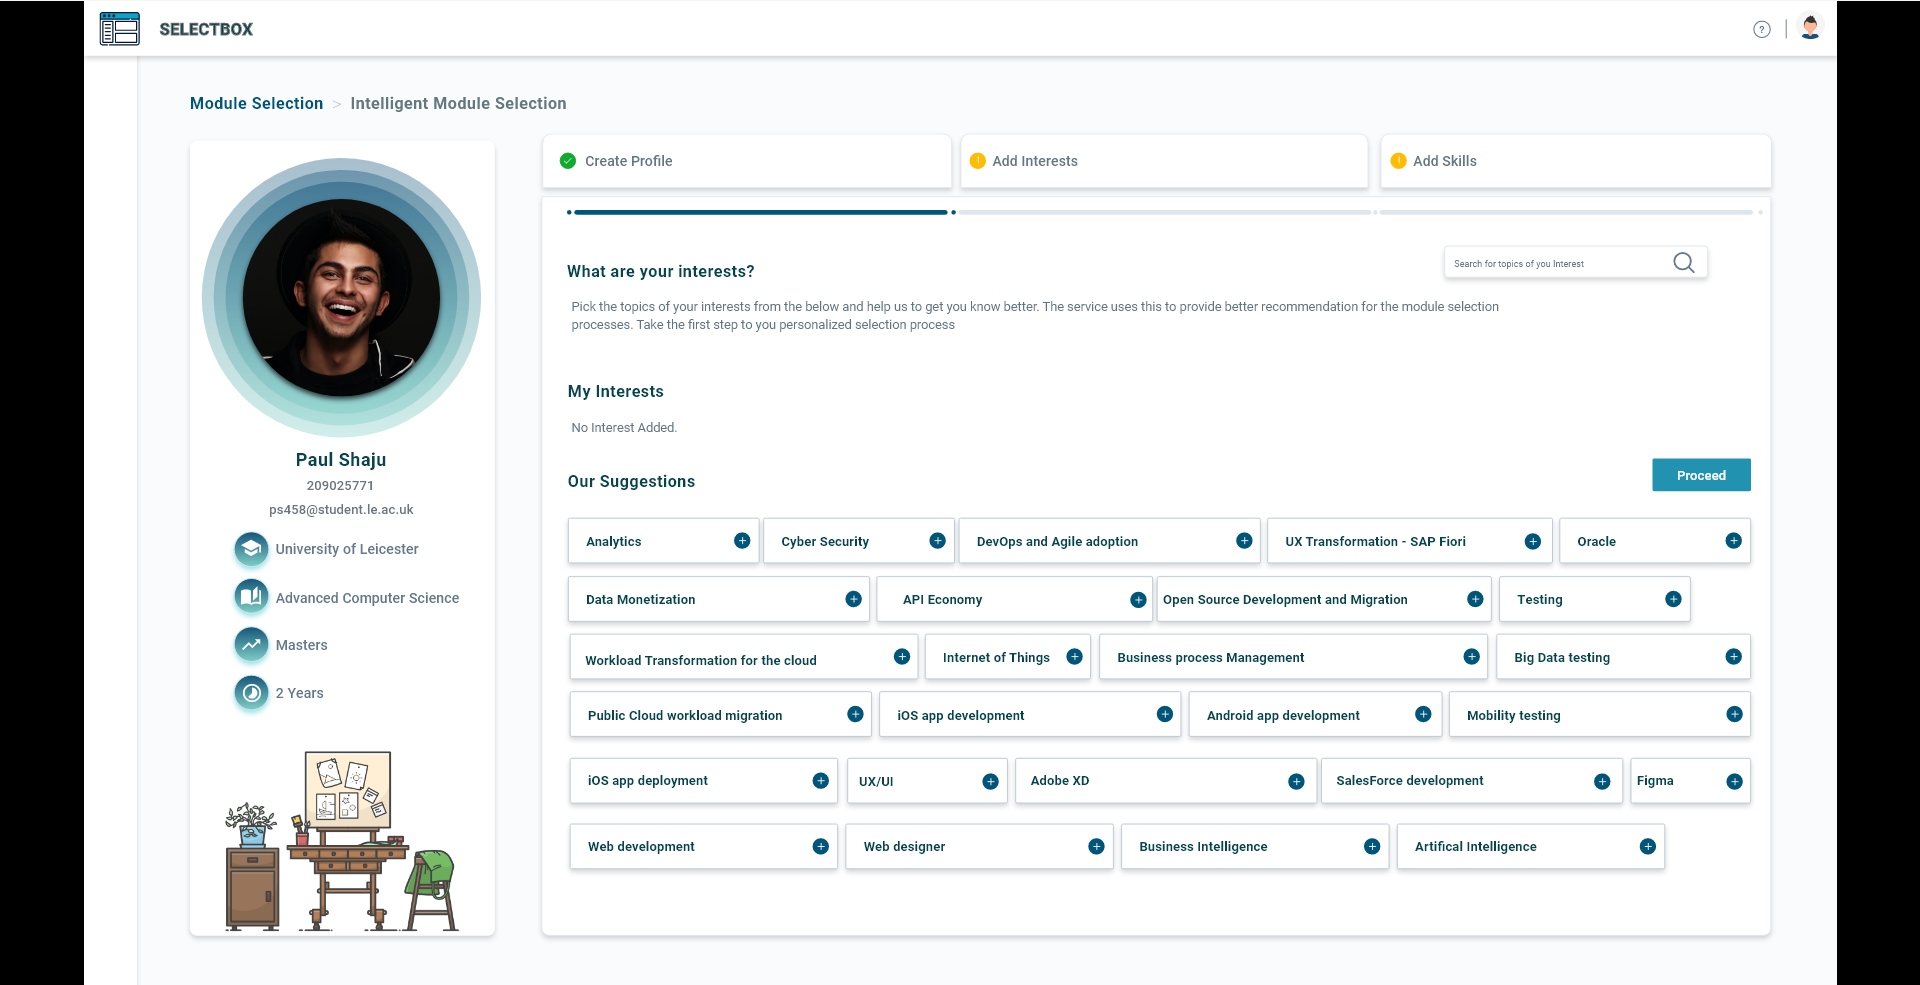 SELECTBOX
Module Selection > Intelligent Module Selection
Paul Shaju
209025771
ps458@student.le.ac.uk
University of Leicester
Advanced Computer Science
Masters
2 Years
Create Profile
Add Interests
Add Skills
What are your interests?
Search for topics of you Interest
Pick the topics of your interests from the below and help us to get you know better. The service uses this to provide better recommendation for the module selection
processes. Take the first step to you personalized selection process
My Interests
No Interest Added.
Our Suggestions
Proceed
Analytics
Cyber Security
DevOps and Agile adoption
UX Transformation - SAP Fiori
Oracle
Data Monetization
API Economy
Open Source Development and Migration
Testing
Workload Transformation for the cloud
Internet of Things
Business process Management
Big Data testing
Public Cloud workload migration
iOS app development
Android app development
Mobility testing
iOS app deployment
UX/UI
Adobe XD
SalesForce development
Figma
Web development
Web designer
Business Intelligence
Artifical Intelligence